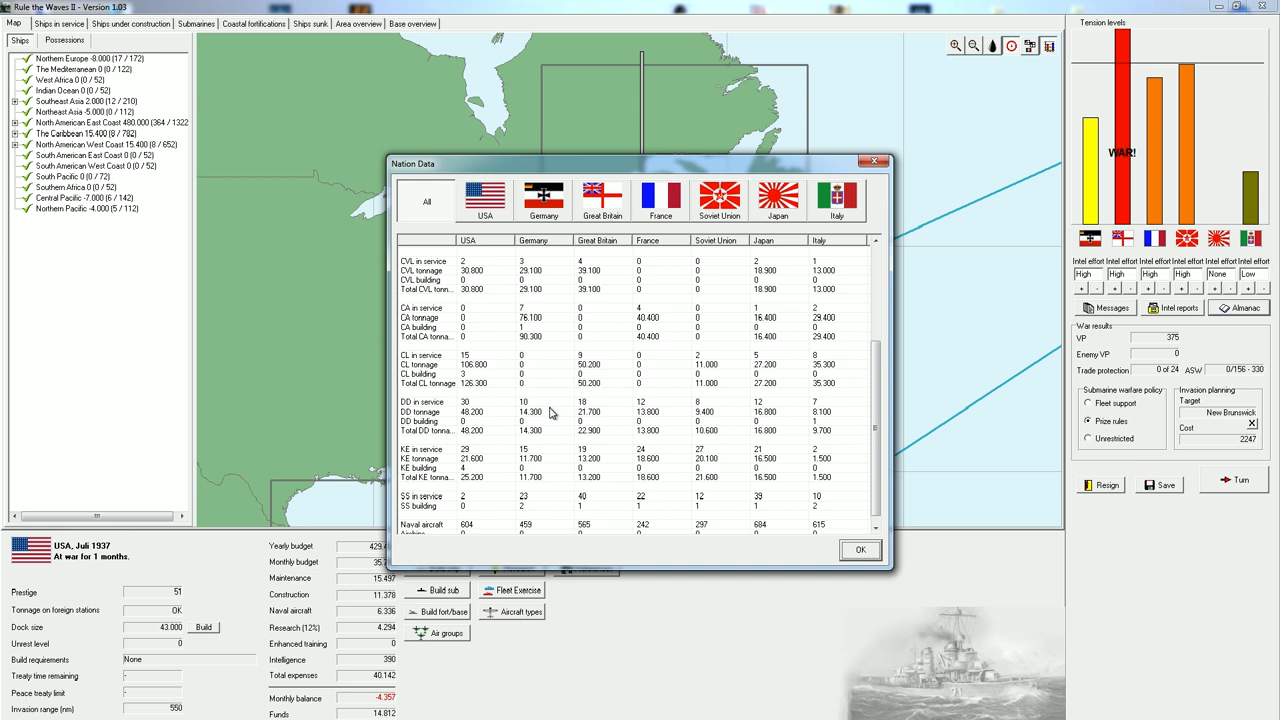 Rule the Waves II - Version 1.03
Map Ships in service Ships under construction Submarines Coastal fortifications Ships sunk Area overview Base overview
Ships Possessions
Northern Europe -8.000 (17 / 172)
The Mediterranean 0 (0 / 122)
West Africa 0 (0 / 52)
Indian Ocean 0 (0 / 52)
Southeast Asia 2.000 (12 / 210)
Northeast Asia -5.000 (0 / 112)
North American East Coast 480.000 (364 / 1322
The Caribbean 15.400 (8 / 782)
North American West Coast 15.400 (8 / 652)
South American East Coast 0 (0 / 52)
South American West Coast 0 (0 / 52)
South Pacific 0 (0 / 72)
Southern Africa 0 (0 / 52)
Central Pacific -7.000 (6 / 142)
North Pacific -4.000 (5 / 112)
Nation Data
All USA Germany Great Britain France Soviet Union Japan Italy
USA Germany Great Britain France Soviet Union Japan Italy
CVL in service 2 3 4 0 0 2 1
CVL tonnage 30.800 29.100 39.100 0 0 18.900 13.000
CVL building 0 0 0 0 0 0 0
Total CVL tonn... 30.800 29.100 39.100 0 0 18.900 13.000
CA in service 0 7 0 4 0 1 2
CA tonnage 0 76.100 0 40.400 0 16.400 29.400
CA building 0 1 0 0 0 0 0
Total CA tonna... 0 90.300 0 40.400 0 16.400 29.400
CL in service 15 0 9 0 2 5 8
CL tonnage 106.800 0 50.200 0 11.000 27.200 35.300
CL building 3 0 0 0 0 0 0
Total CL tonnage 126.300 0 50.200 0 11.000 27.200 35.300
DD in service 30 10 18 12 8 12 7
DD tonnage 48.200 14.300 21.700 13.800 9.400 16.800 8.100
DD building 0 0 1 0 1 0 1
Total DD tonna... 48.200 14.300 22.900 13.800 10.600 16.800 9.700
KE in service 29 15 19 24 27 21 2
KE tonnage 21.600 11.700 13.200 18.600 20.100 16.500 1.500
KE building 4 0 0 0 2 0 0
Total KE tonna... 25.200 11.700 13.200 18.600 21.600 16.500 1.500
SS in service 2 23 40 22 12 39 10
SS building 0 2 1 1 1 1 2
Naval aircraft 604 459 565 242 297 684 615
OK
Tension levels
WAR!
Intel effort Intel effort Intel effort Intel effort Intel effort Intel effort
High High High High None Low
+ - + - + - + - + - + -
Messages Intel reports Almanac
War results
VP 375
Enemy VP 0
Trade protection 0 of 24 ASW 0/156 - 330
Submarine warfare policy
Fleet support
Prize rules
Unrestricted
Invasion planning
Target
New Brunswick
Cost X
2247
Resign Save Turn
USA, Juli 1937
At war for 1 months.
Prestige 51
Tonnage on foreign stations OK
Dock size 43.000 Build
Unrest level 0
Build requirements None
Treaty time remaining -
Peace treaty limit -
Invasion range (nm) 550
Yearly budget 429.
Monthly budget 35.
Maintenance 15.497
Construction 11.378
Naval aircraft 6.336
Research (12%) 4.294
Enhanced training 0
Intelligence 390
Total expenses 40.142
Monthly balance -4.357
Funds 14.812
Build sub Fleet Exercise
Build fort/base Aircraft types
Air groups